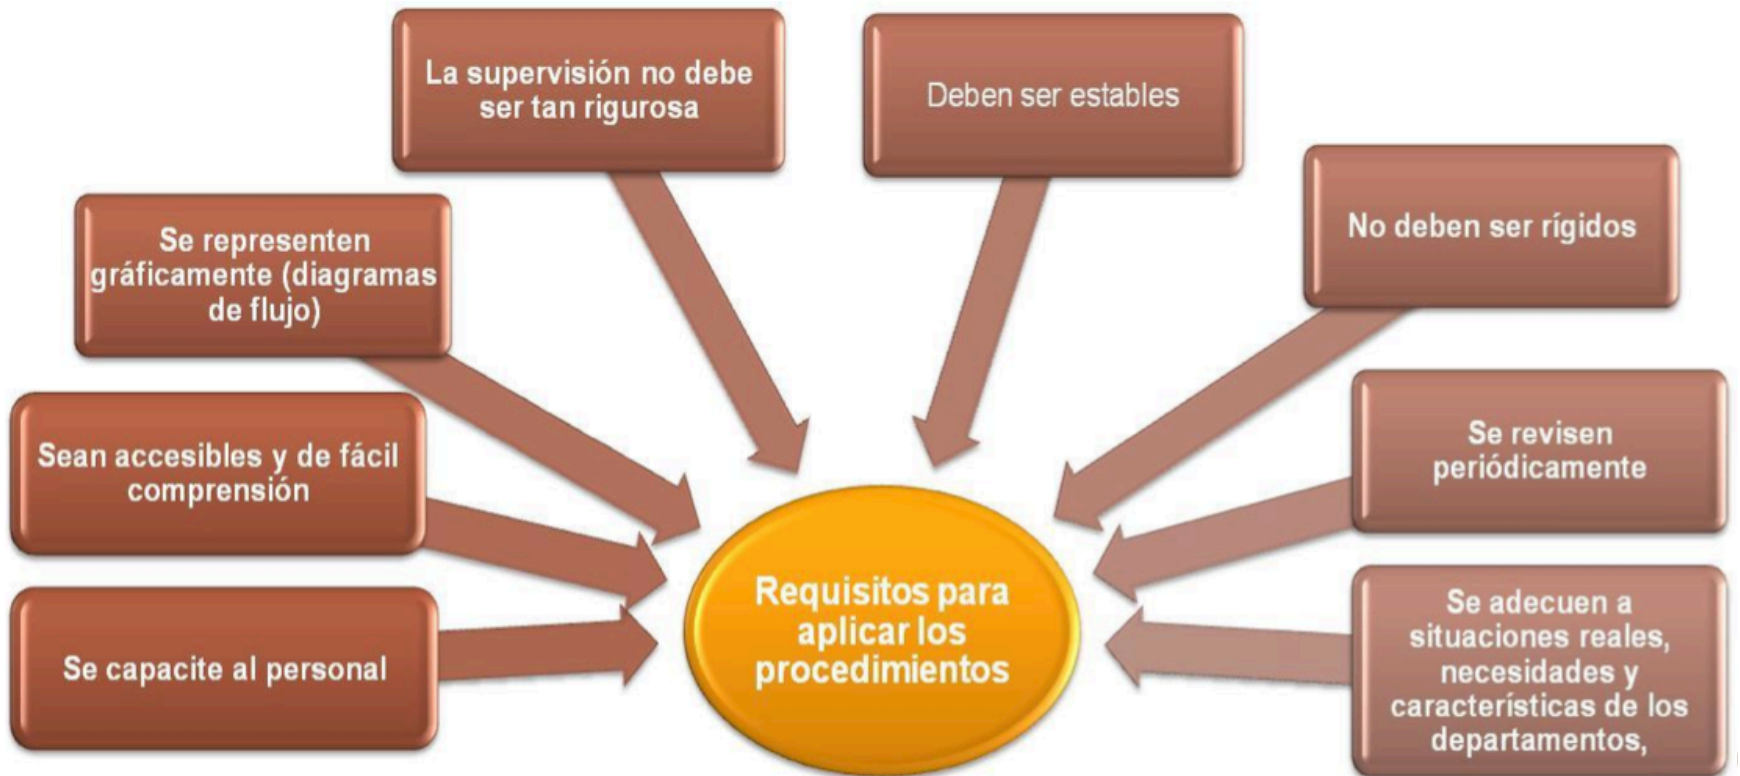 La supervisión no debe
ser tan rigurosa
Deben ser estables
No deben ser rígidos
Se representen
gráficamente (diagramas
de flujo)
Sean accesibles y de fácil
comprensión
Se revisen
periódicamente
Se capacite al personal
Requisitos para
aplicar los
procedimientos
Se adecuen a
situaciones reales,
necesidades y
características de los
departamentos,